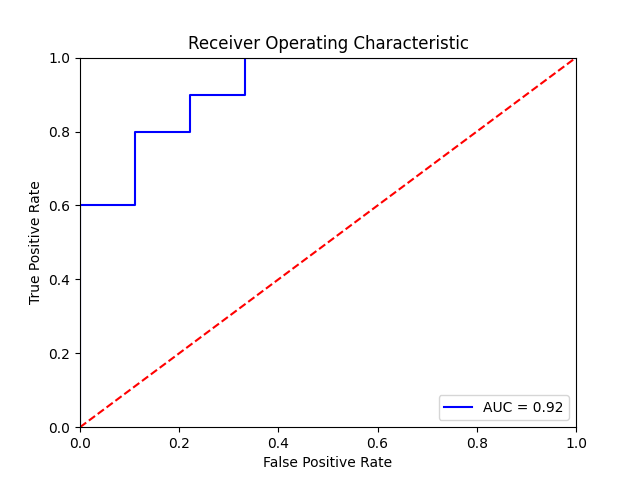 Receiver Operating Characteristic
True Positive Rate
1.0
0.8
0.6
0.4
0.2
0.0
AUC = 0.92
0.0 0.2 0.4 0.6 0.8 1.0
False Positive Rate